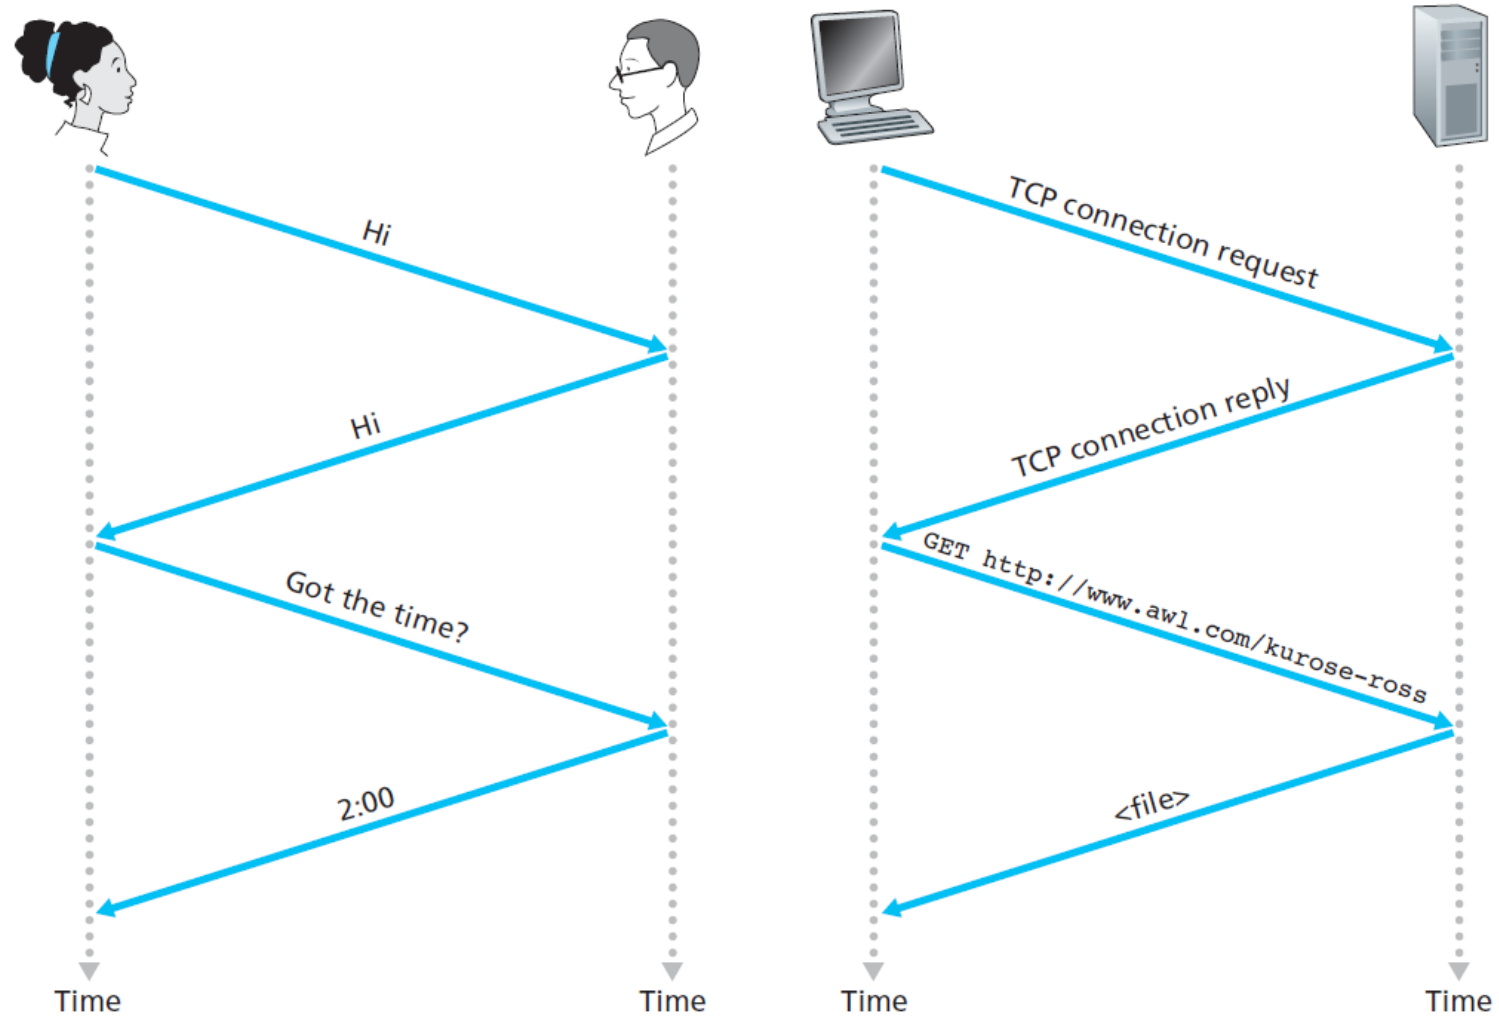 Hi
Hi
Got the time?
2:00
Time
Time
TCP connection request
TCP connection reply
GET http://www.awl.com/kurose-ross
<file>
Time
Time